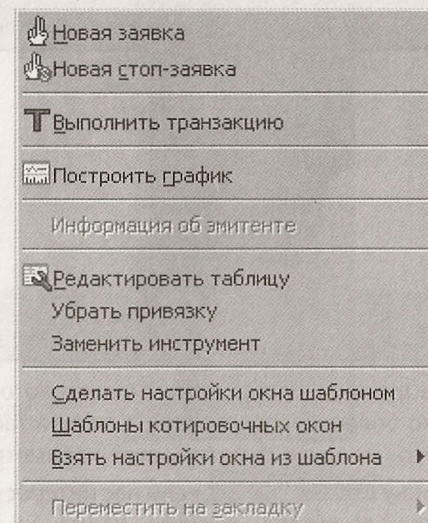 Новая заявка
Новая стоп-заявка
Выполнить транзакцию
Построить график
Информация об эмитенте
Редактировать таблицу
Убрать привязку
Заменить инструмент
Сделать настройки окна шаблоном
Шаблоны котировочных окон
Взять настройки окна из шаблона
Переместить на закладку